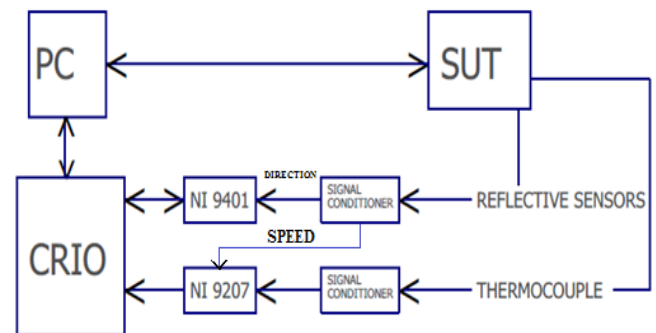 PC
SUT
DIRECTION
NI 9401
SIGNAL
CONDITIONER
REFLECTIVE SENSORS
SPEED
CRIO
NI 9207
SIGNAL
CONDITIONER
THERMOCOUPLE